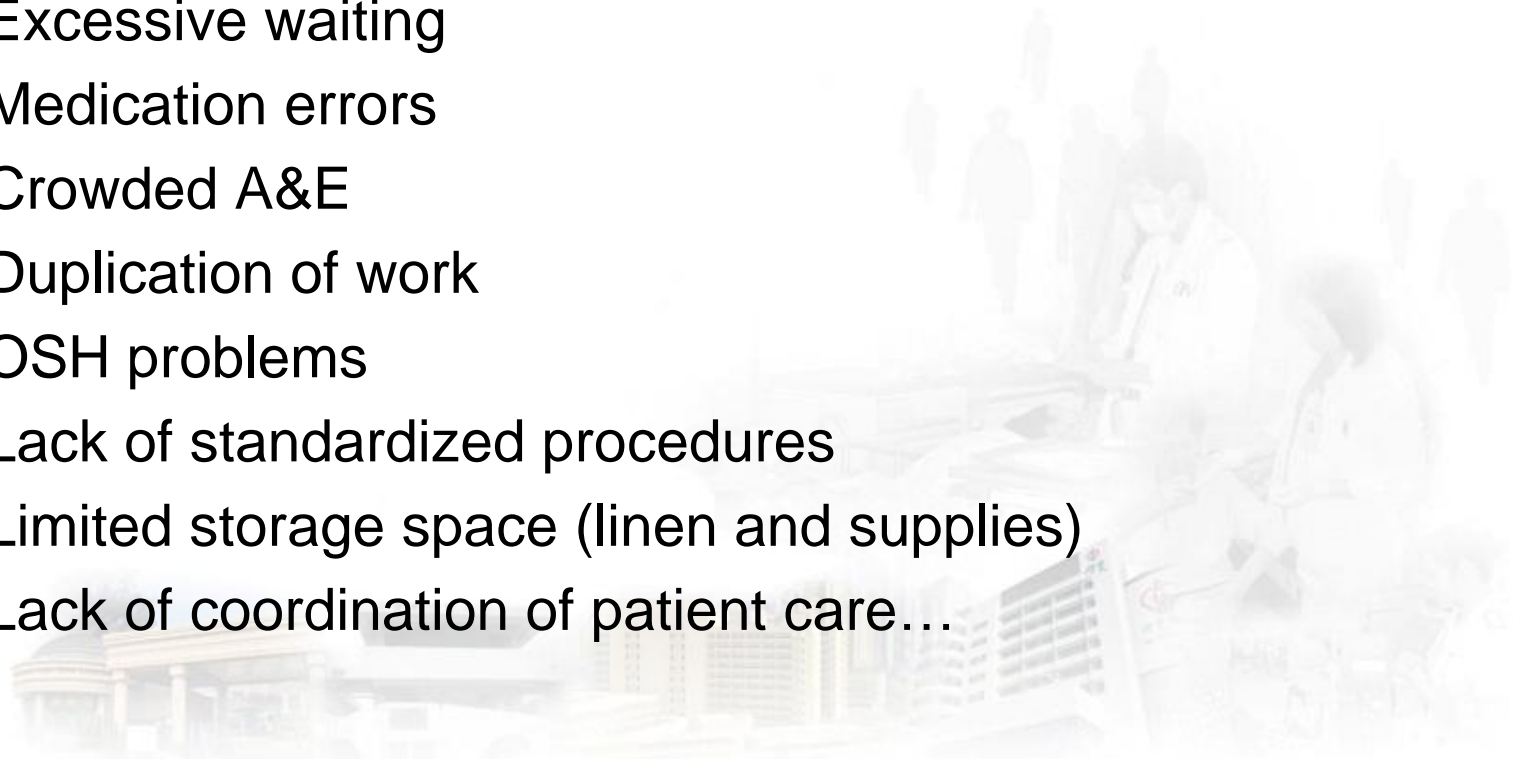 Excessive waiting
Medication errors
Crowded A&E
Duplication of work
OSH problems
Lack of standardized procedures
Limited storage space (linen and supplies)
Lack of coordination of patient care…